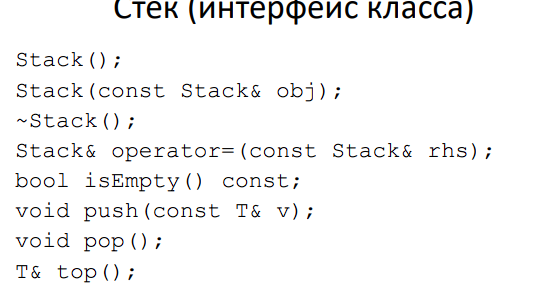 Стек (интерфейс класса)
Stack();
Stack(const Stack& obj);
~Stack();
Stack& operator=(const Stack& rhs);
bool isEmpty() const;
void push(const T& v);
void pop();
T& top();